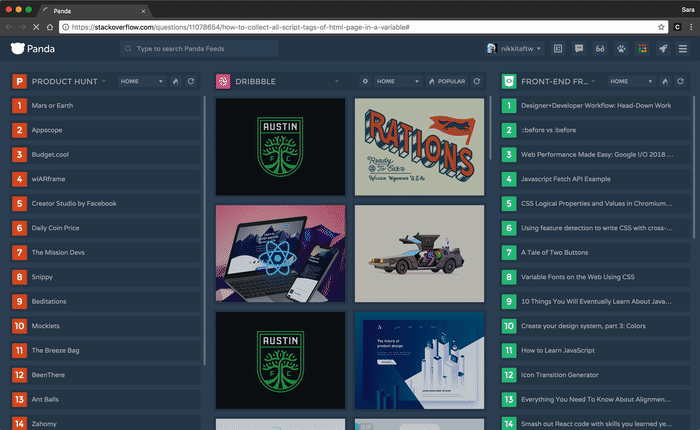 Panda
Sara
https://stackoverflow.com/questions/11078654/how-to-collect-all-script-tags-of-html-page-in-a-variable#
Panda
Type to search Panda Feeds
nikkitaftw
P PRODUCT HUNT HOME
1 Mars or Earth
2 Appscope
3 Budget.cool
4 wiARframe
5 Creator Studio by Facebook
6 Daily Coin Price
7 The Mission Devs
8 Snippy
9 Beditations
10 Mocklets
11 The Breeze Bag
12 BeenThere
13 Ant Balls
14 Zahomy
DRIBBBLE HOME POPULAR
AUSTIN
F C
RATIONS
Ready
To Eat
AUSTIN
F C
The future of
product design
FRONT-END FR... HOME
1 Designer+Developer Workflow: Head-Down Work
2 ::before vs :before
3 Web Performance Made Easy: Google I/O 2018 ...
4 Javascript Fetch API Example
5 CSS Logical Properties and Values in Chromium...
6 Using feature detection to write CSS with cross-...
7 A Tale of Two Buttons
8 Variable Fonts on the Web Using CSS
9 10 Things You Will Eventually Learn About Java...
10 Create your design system, part 3: Colors
11 How to Learn JavaScript
12 Icon Transition Generator
13 Everything You Need To Know About Alignmen...
14 Smash out React code with skills you learned ye...